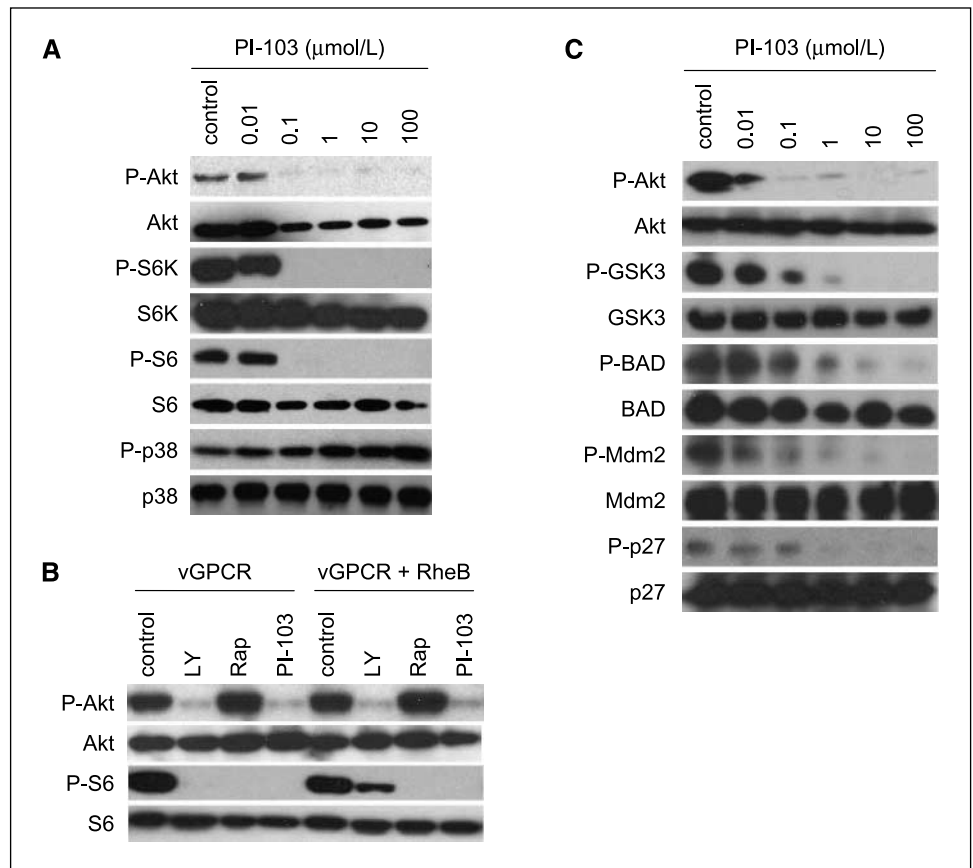 A
PI-103 (μmol/L)
control 0.01 0.1 1 10 100
P-Akt
Akt
P-S6K
S6K
P-S6
S6
P-p38
p38
B
vGPCR vGPCR + RheB
control LY Rap PI-103 control LY Rap PI-103
P-Akt
Akt
P-S6
S6
C
PI-103 (μmol/L)
control 0.01 0.1 1 10 100
P-Akt
Akt
P-GSK3
GSK3
P-BAD
BAD
P-Mdm2
Mdm2
P-p27
p27